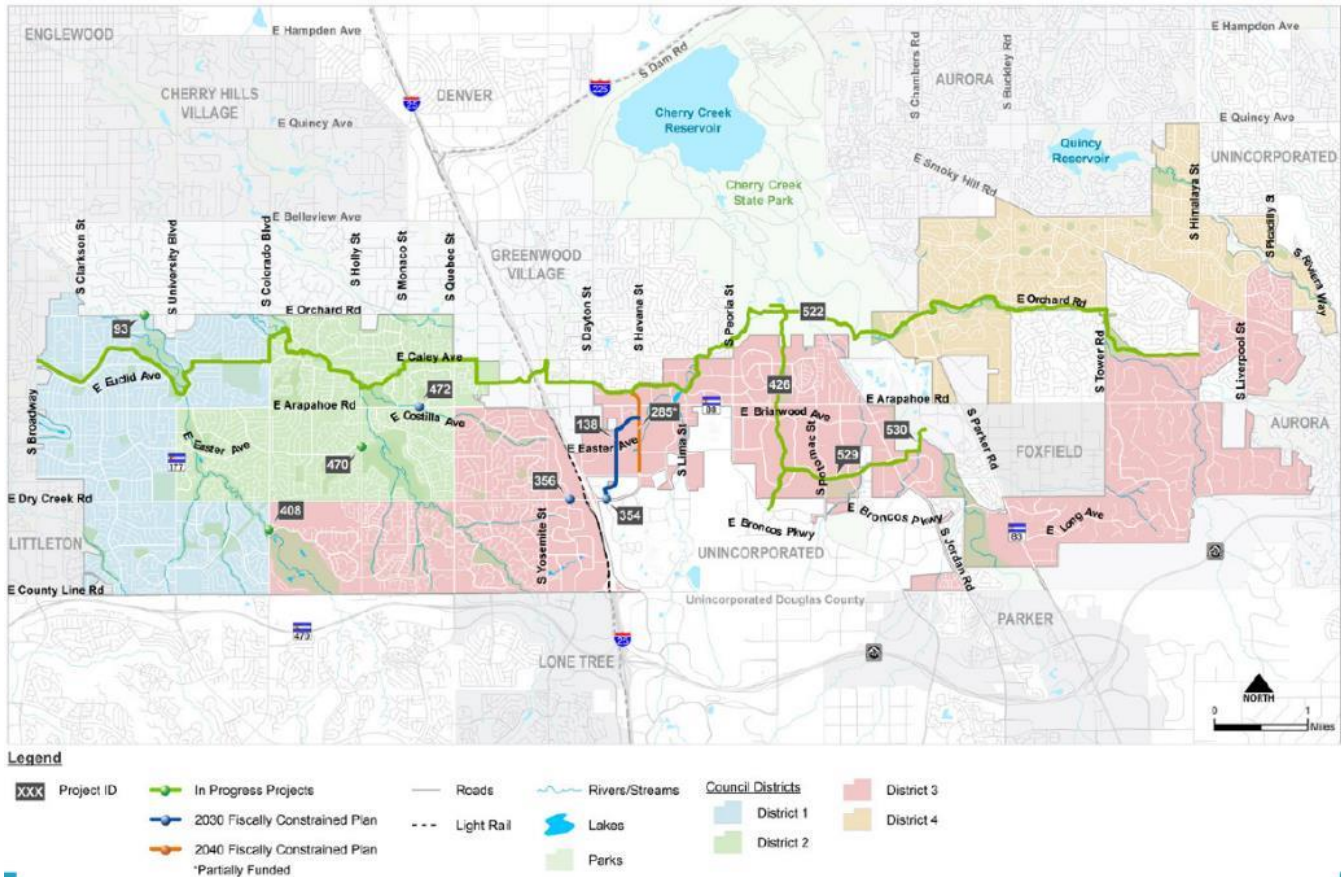 ENGLEWOOD
E Hampden Ave
E Hampden Ave
S Dam Rd
225
S Chambers Rd
S Buckley Rd
AURORA
CHERRY HILLS
VILLAGE
25
DENVER
Cherry Creek
Reservoir
E Quincy Ave
E Quincy Ave
Quincy
Reservoir
UNINCORPORATED
E Smoky Hill Rd
Cherry Creek
State Park
S Clarkson St
S University Blvd
E Belleview Ave
S Colorado Blvd
S Holly St
S Monaco St
S Quebec St
GREENWOOD
VILLAGE
S Dayton St
S Havana St
S Peoria St
S Himalaya St
S Picadilly St
S Riviera Way
93
E Orchard Rd
522
E Orchard Rd
S Tower Rd
S Liverpool St
E Euclid Ave
E Caley Ave
472
426
S Broadway
E Arapahoe Rd
E Costilla Ave
138
285*
88
E Briarwood Ave
E Arapahoe Rd
S Parker Rd
AURORA
E Easter Ave
177
470
E Easter Ave
S Lima St
S Potomac St
530
529
FOXFIELD
E Dry Creek Rd
356
354
408
S Yosemite St
E Broncos Pkwy
E Broncos Pkwy
E Long Ave
83
LITTLETON
UNINCORPORATED
S Jordan Rd
E County Line Rd
Unincorporated Douglas County
PARKER
470
25
LONE TREE
NORTH
0
1
Miles
Legend
XXX Project ID
In Progress Projects
2030 Fiscally Constrained Plan
2040 Fiscally Constrained Plan
*Partially Funded
Roads
Light Rail
Rivers/Streams
Lakes
Parks
Council Districts
District 1
District 2
District 3
District 4